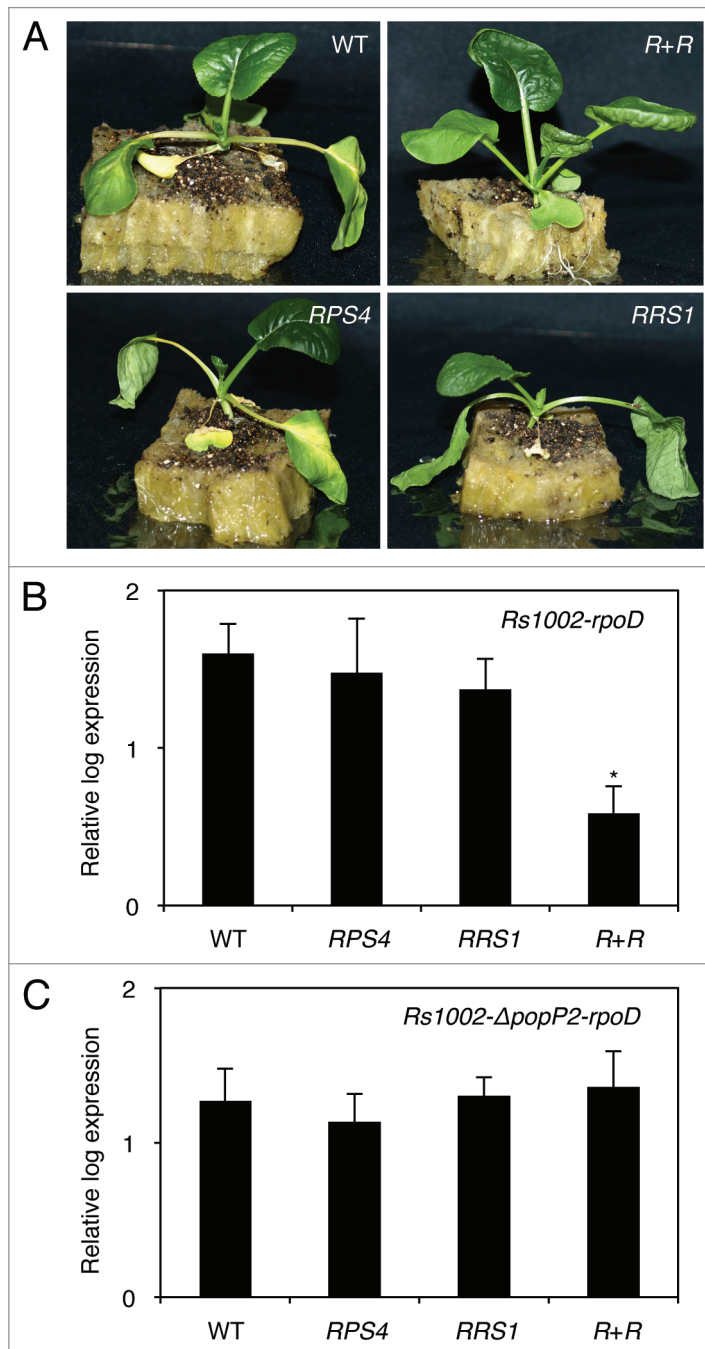 A
WT
R+R
RPS4
RRS1
B
Rs1002-rpoD
2
1
0
Relative log expression
*
WT RPS4 RRS1 R+R
C
Rs1002-ΔpopP2-rpoD
2
1
0
Relative log expression
WT RPS4 RRS1 R+R